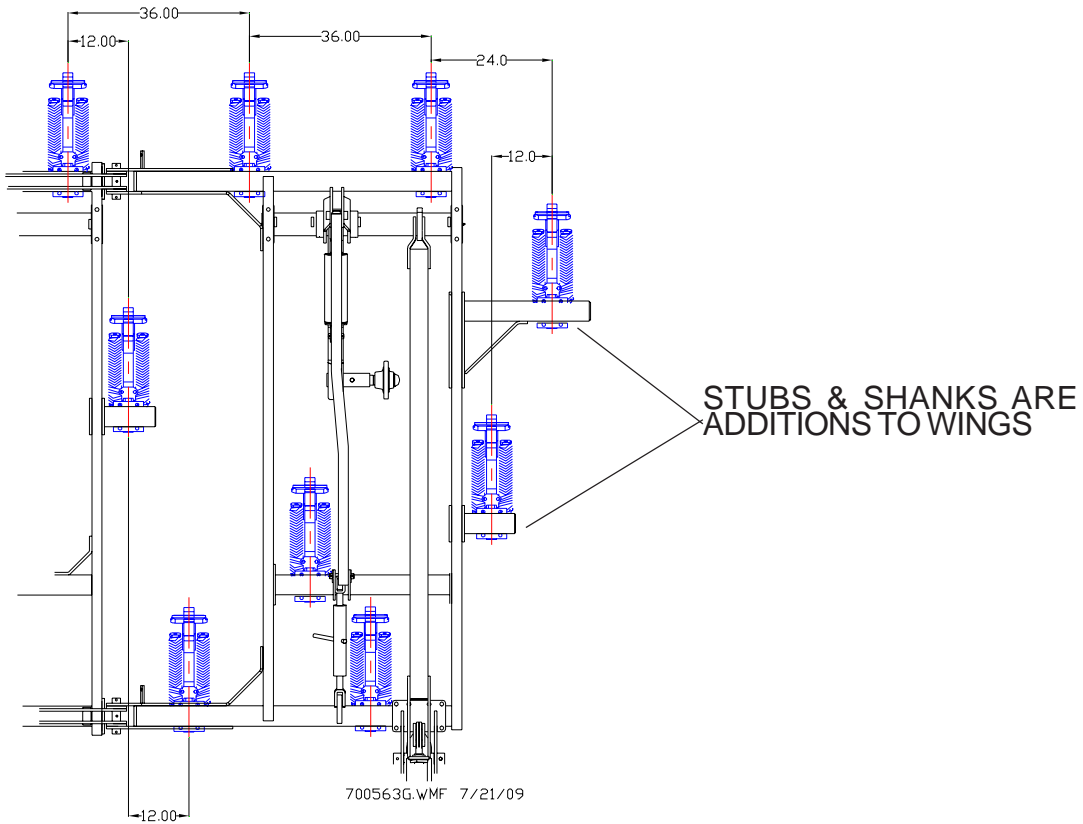 36.00
12.00
36.00
24.0
12.0
STUBS & SHANKS ARE
ADDITIONS TO WINGS
700563G.WMF 7/21/09
12.00